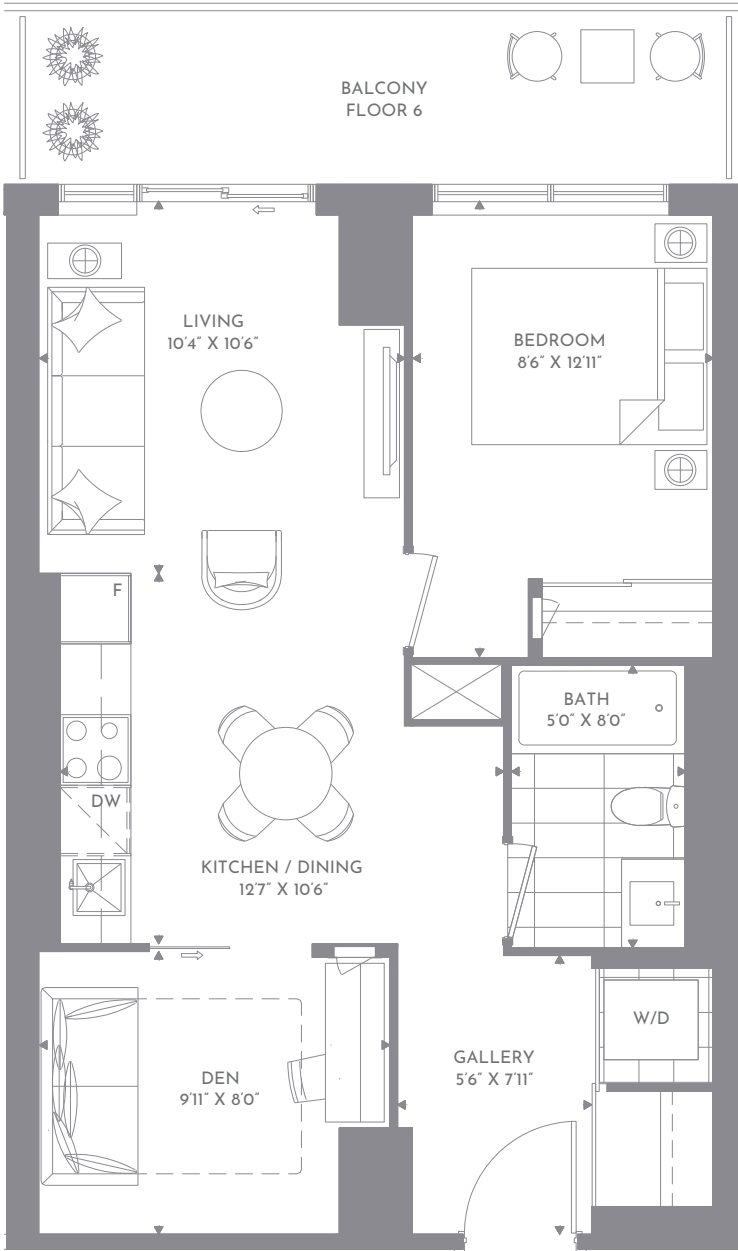 BALCONY
FLOOR 6
LIVING
10'4" X 10'6"
BEDROOM
8'6" X 12'11"
F
BATH
5'0" X 8'0"
DW
KITCHEN / DINING
12'7" X 10'6"
W/D
GALLERY
5'6" X 7'11"
DEN
9'11" X 8'0"